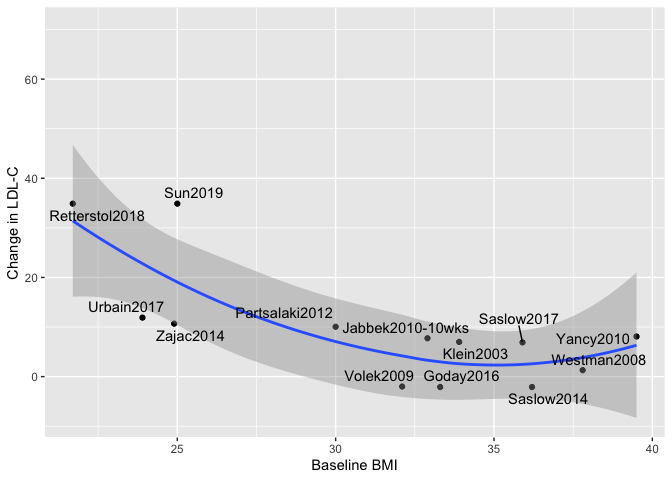 Change in LDL-C
60
40
20
0
Sun2019
Retterstol2018
Urbain2017
Zajac2014
Partsalaki2012
Jabbek2010-10wks
Saslow2017
Klein2003
Yancy2010
Westman2008
Volek2009
Goday2016
Saslow2014
25
30
35
40
Baseline BMI